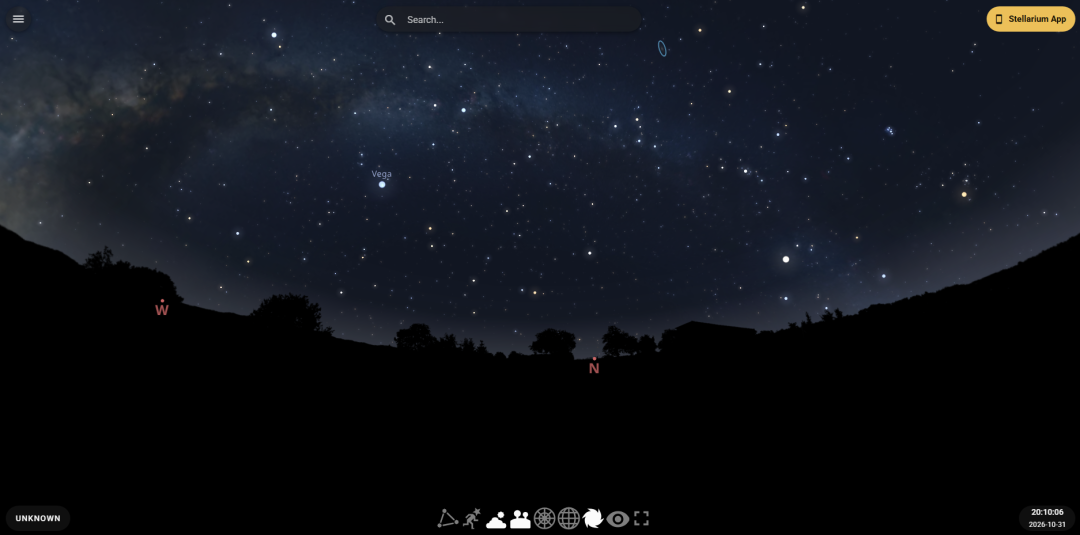 Search...
Stellarium App
Vega
W
N
UNKNOWN
20:10:06
2026-10-31